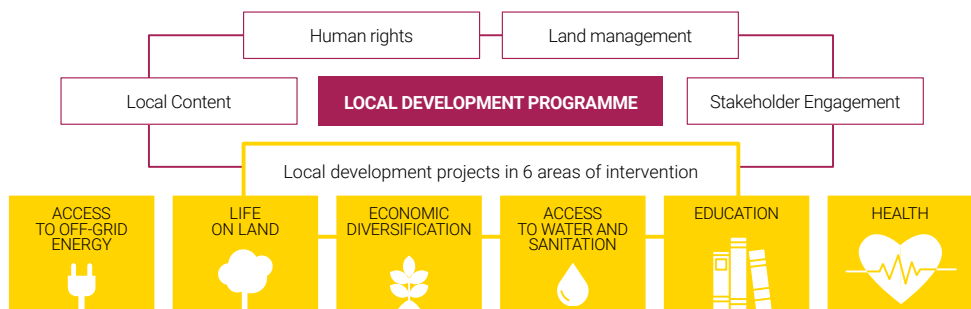 Human rights
Land management
Local Content
LOCAL DEVELOPMENT PROGRAMME
Stakeholder Engagement
Local development projects in 6 areas of intervention
ACCESS
TO OFF-GRID
ENERGY
LIFE
ON LAND
ECONOMIC
DIVERSIFICATION
ACCESS
TO WATER AND
SANITATION
EDUCATION
HEALTH